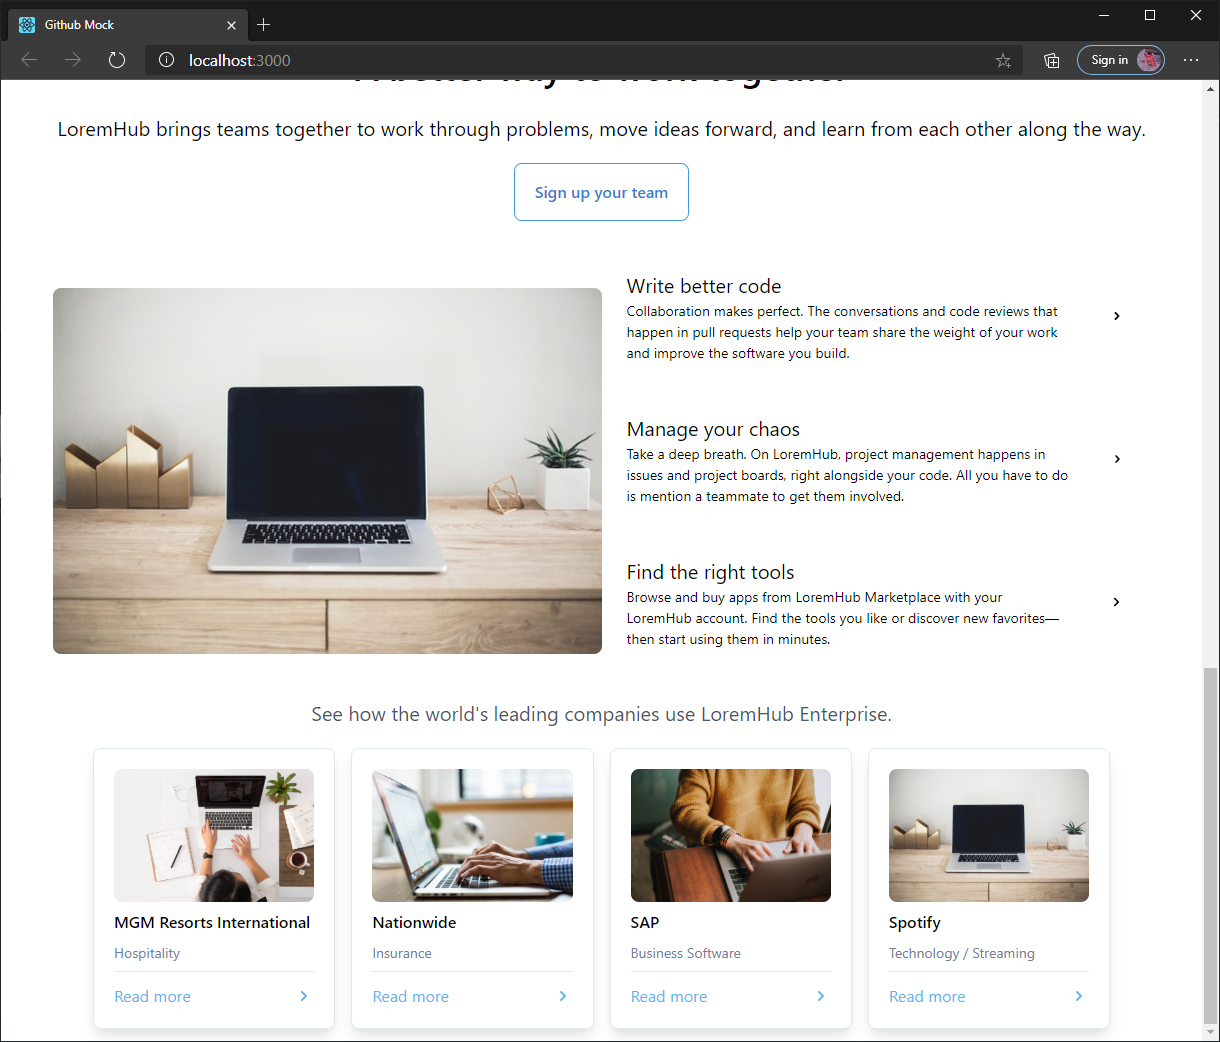 Github Mock
localhost:3000
Sign in
A better way to work together
LoremHub brings teams together to work through problems, move ideas forward, and learn from each other along the way.
Sign up your team
Write better code
Collaboration makes perfect. The conversations and code reviews that
happen in pull requests help your team share the weight of your work
and improve the software you build.
Manage your chaos
Take a deep breath. On LoremHub, project management happens in
issues and project boards, right alongside your code. All you have to do
is mention a teammate to get them involved.
Find the right tools
Browse and buy apps from LoremHub Marketplace with your
LoremHub account. Find the tools you like or discover new favorites—
then start using them in minutes.
See how the world's leading companies use LoremHub Enterprise.
MGM Resorts International
Hospitality
Read more
Nationwide
Insurance
Read more
SAP
Business Software
Read more
Spotify
Technology / Streaming
Read more